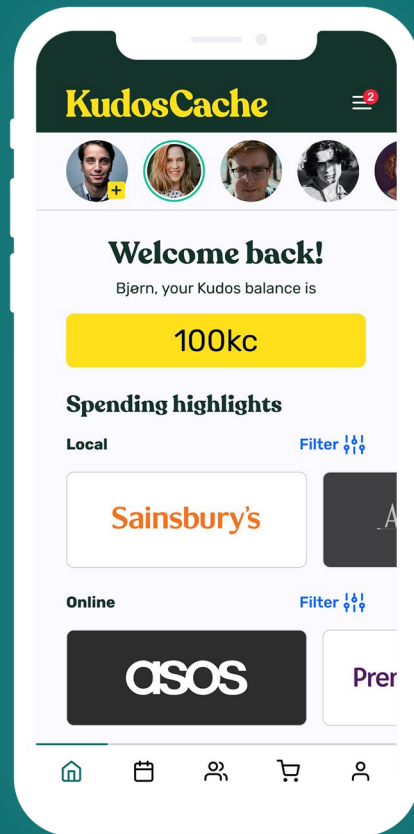 KudosCache
2
+
Welcome back!
Bjørn, your Kudos balance is
100kc
Spending highlights
Local
Filter
Sainsbury's
A
Online
Filter
asos
Prer